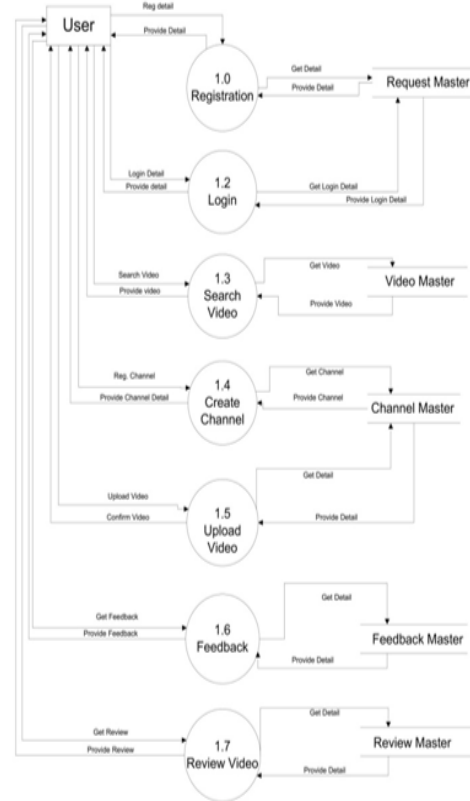 User
Reg detail
Provide Detail
1.0
Registration
Get Detail
Provide Detail
Request Master
Login Detail
Provide detail
1.2
Login
Get Login Detail
Provide Login Detail
Search Video
Provide video
1.3
Search
Video
Get Video
Provide Video
Video Master
Reg. Channel
Provide Channel Detail
1.4
Create
Channel
Get Channel
Provide Channel
Channel Master
Upload Video
Confirm Video
1.5
Upload
Video
Get Detail
Provide Detail
Get Feedback
Provide Feedback
1.6
Feedback
Get Detail
Provide Detail
Feedback Master
Get Review
Provide Review
1.7
Review Video
Get Detail
Provide Detail
Review Master